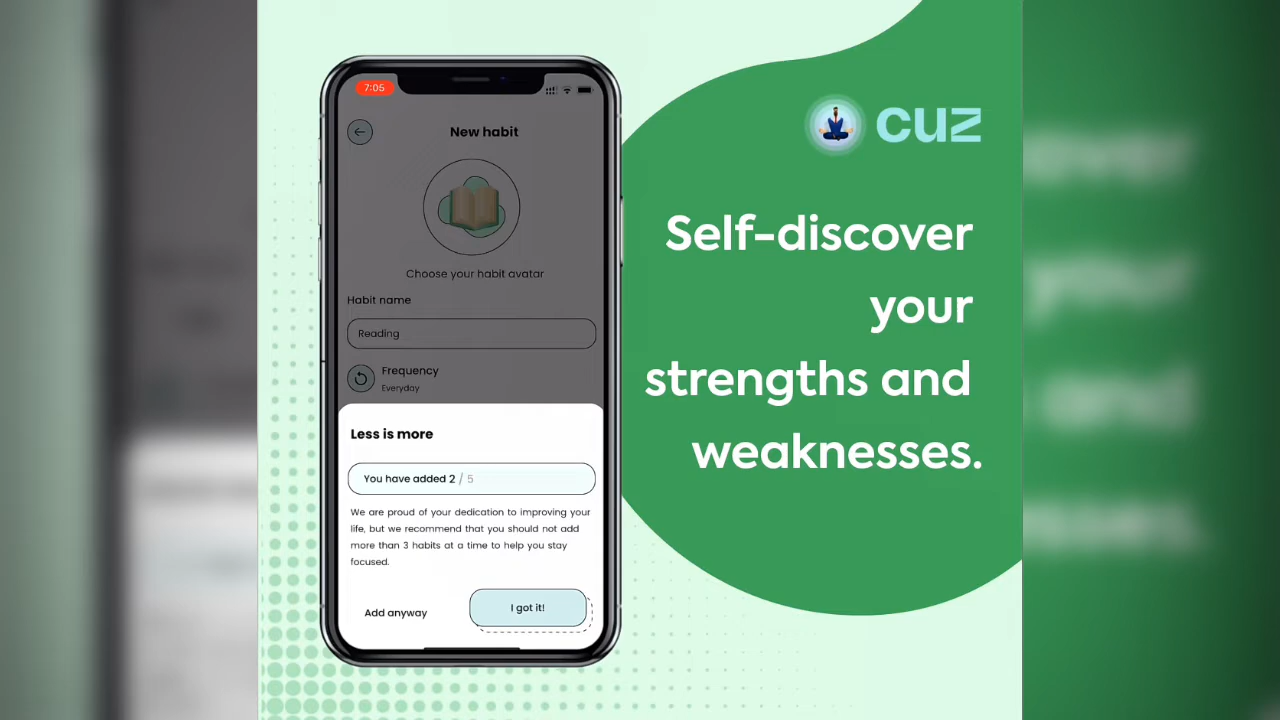 7:05
New habit
Choose your habit avatar
Habit name
Reading
Frequency
Everyday
Less is more
You have added 2 / 5
We are proud of your dedication to improving your
life, but we recommend that you should not add
more than 3 habits at a time to help you stay
focused.
Add anyway
I got it!
cuz
Self-discover
your
strengths and
weaknesses.